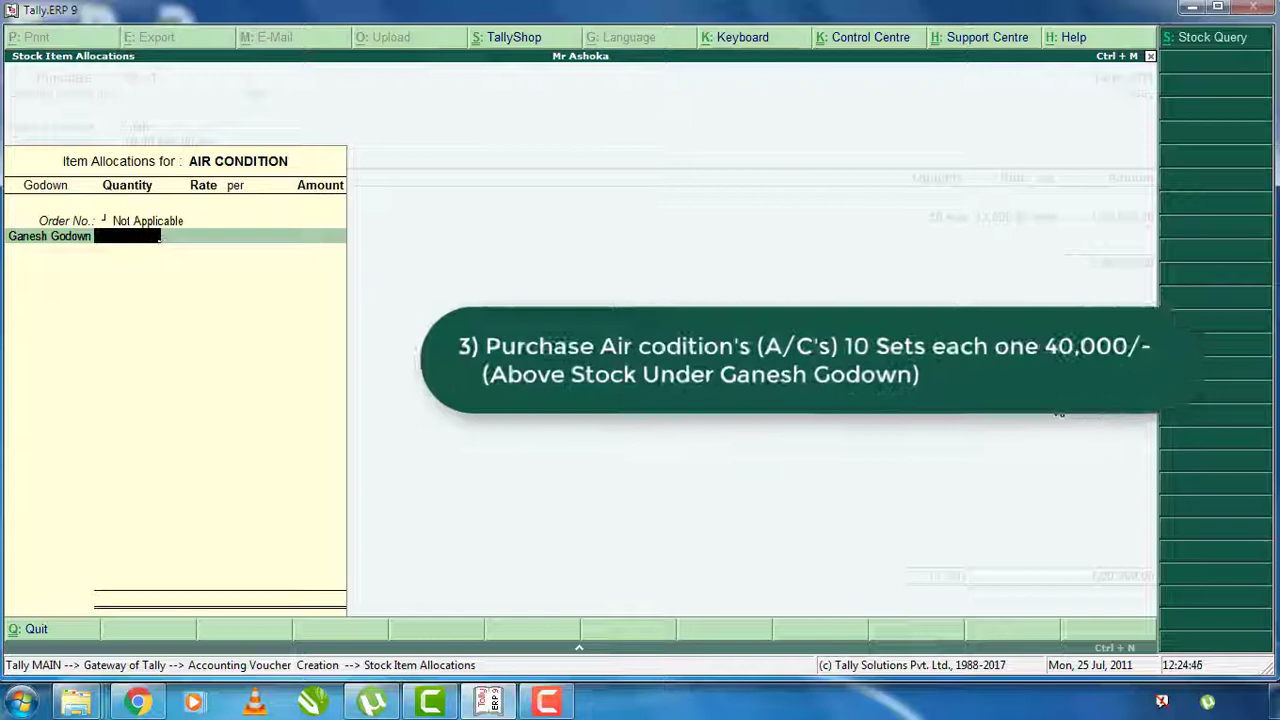 Tally.ERP 9
P: Print E: Export M: E-Mail O: Upload S: TallyShop G: Language K: Keyboard K: Control Centre H: Support Centre H: Help S: Stock Query
Stock Item Allocations Mr Ashoka Ctrl + M
Item Allocations for : AIR CONDITION
Godown Quantity Rate per Amount
Order No.: Not Applicable
Ganesh Godown
3) Purchase Air codition's (A/C's) 10 Sets each one 40,000/-
(Above Stock Under Ganesh Godown)
Q: Quit
Ctrl + N
Tally MAIN --> Gateway of Tally --> Accounting Voucher Creation --> Stock Item Allocations (c) Tally Solutions Pvt. Ltd., 1988-2017 Mon, 25 Jul, 2011 12:24:46